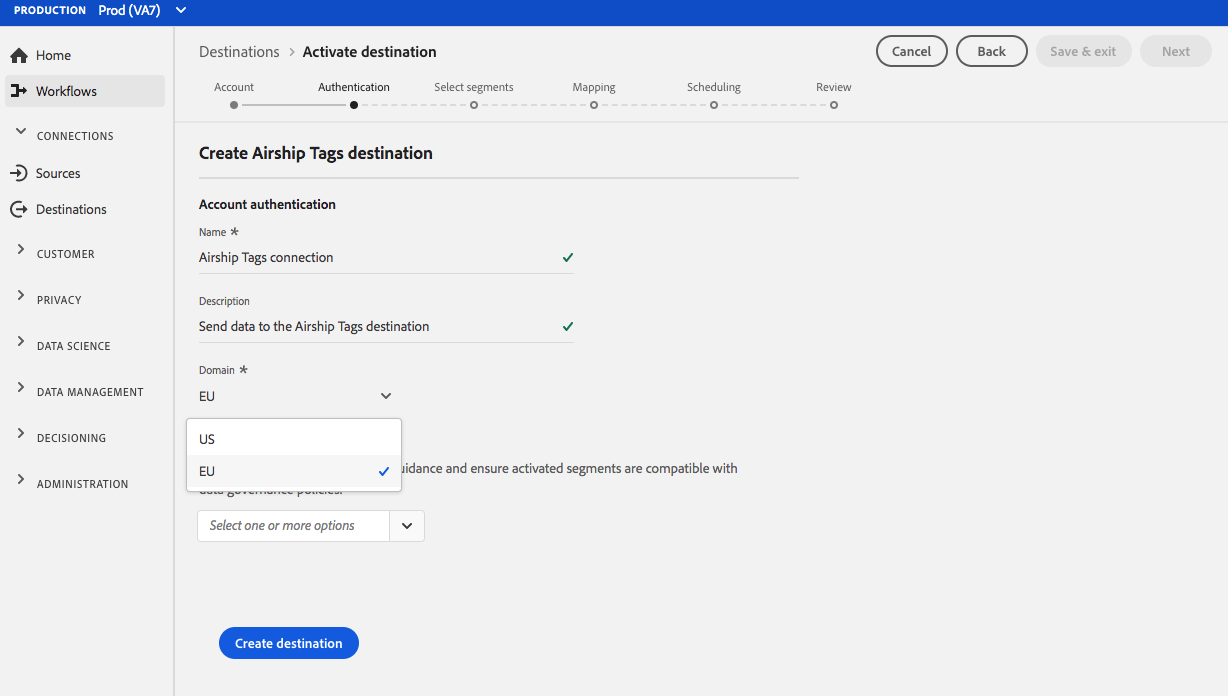 PRODUCTION Prod (VA7)
Home
Workflows
CONNECTIONS
Sources
Destinations
CUSTOMER
PRIVACY
DATA SCIENCE
DATA MANAGEMENT
DECISIONING
ADMINISTRATION
Destinations > Activate destination
Cancel
Back
Save & exit
Next
Account
Authentication
Select segments
Mapping
Scheduling
Review
Create Airship Tags destination
Account authentication
Name *
Airship Tags connection
Description
Send data to the Airship Tags destination
Domain *
EU
US
EU
and ensure activated segments are compatible with
data governance policies.
Select one or more options
Create destination